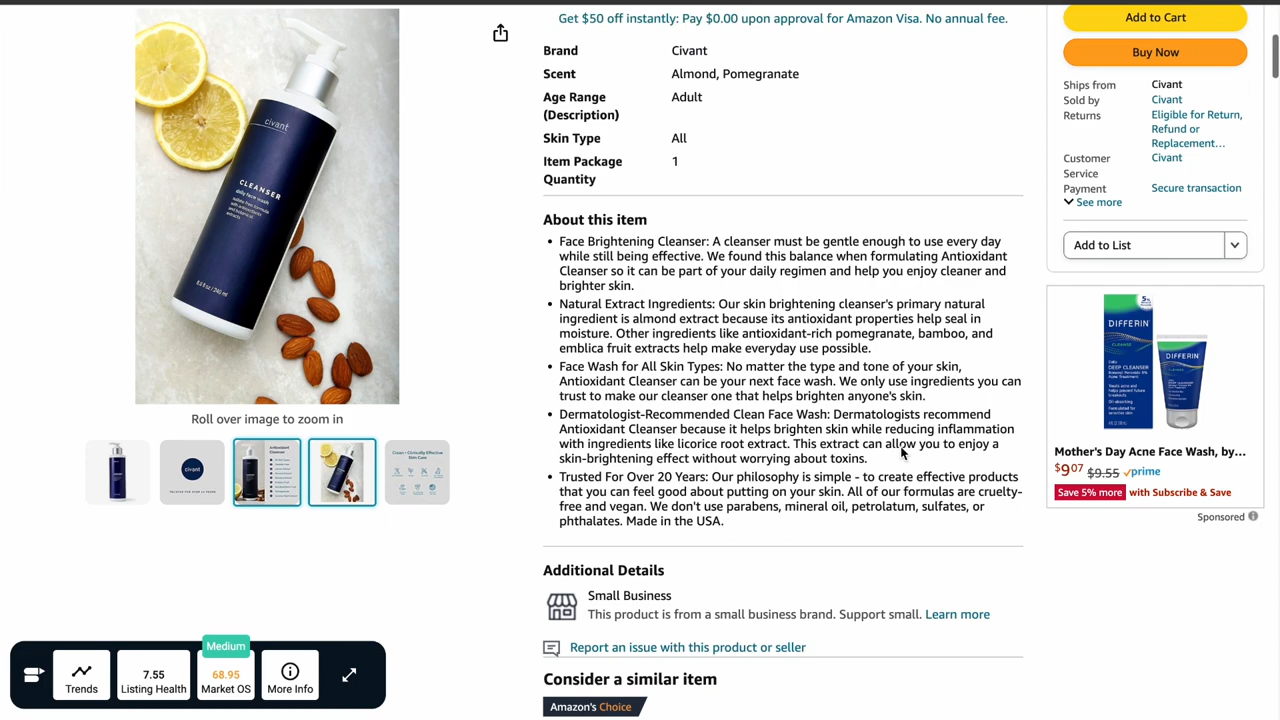 Get $50 off instantly: Pay $0.00 upon approval for Amazon Visa. No annual fee.
Brand Civant
Scent Almond, Pomegranate
Age Range (Description) Adult
Skin Type All
Item Package Quantity 1
About this item
• Face Brightening Cleanser: A cleanser must be gentle enough to use every day
while still being effective. We found this balance when formulating Antioxidant
Cleanser so it can be part of your daily regimen and help you enjoy cleaner and
brighter skin.
• Natural Extract Ingredients: Our skin brightening cleanser's primary natural
ingredient is almond extract because its antioxidant properties help seal in
moisture. Other ingredients like antioxidant-rich pomegranate, bamboo, and
emblica fruit extracts help make everyday use possible.
• Face Wash for All Skin Types: No matter the type and tone of your skin,
Antioxidant Cleanser can be your next face wash. We only use ingredients you can
trust to make our cleanser one that helps brighten anyone's skin.
• Dermatologist-Recommended Clean Face Wash: Dermatologists recommend
Antioxidant Cleanser because it helps brighten skin while reducing inflammation
with ingredients like licorice root extract. This extract can allow you to enjoy a
skin-brightening effect without worrying about toxins.
• Trusted For Over 20 Years: Our philosophy is simple - to create effective products
that you can feel good about putting on your skin. All of our formulas are cruelty-
free and vegan. We don't use parabens, mineral oil, petrolatum, sulfates, or
phthalates. Made in the USA.
Additional Details
Small Business
This product is from a small business brand. Support small. Learn more
Report an issue with this product or seller
Consider a similar item
Amazon's Choice
civant
CLEANSER
daily face wash
Roll over image to zoom in
civant
Medium
Trends
7.55
Listing Health
68.95
Market OS
More Info
Add to Cart
Buy Now
Ships from Civant
Sold by Civant
Returns Eligible for Return,
Refund or
Replacement...
Customer Service Civant
Payment Secure transaction
See more
Add to List
DIFFERIN
DEEP CLEANSER
DIFFERIN
Mother's Day Acne Face Wash, by...
$9.07 $9.55 prime
Save 5% more with Subscribe & Save
Sponsored